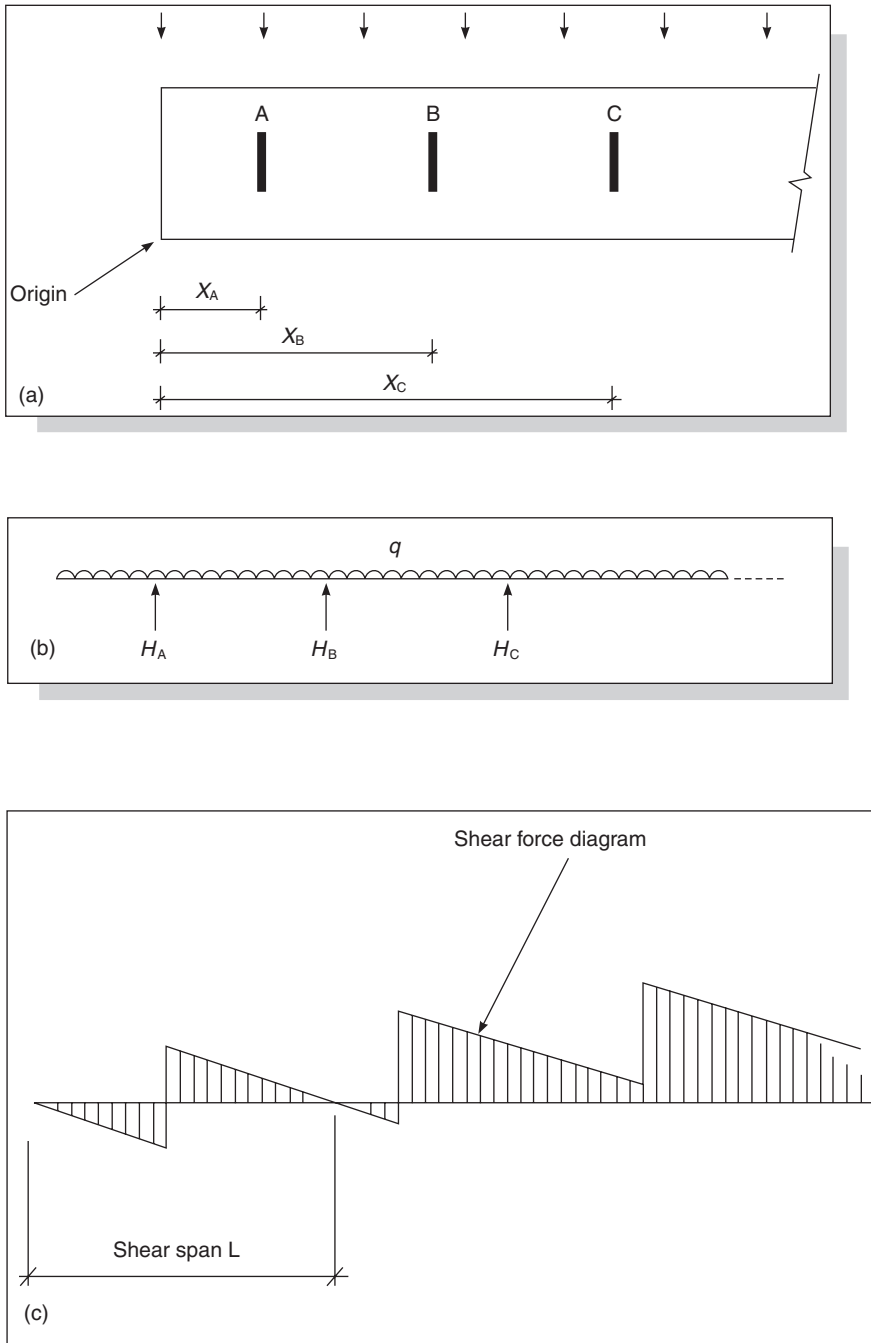 A
B
C
Origin
XA
XB
XC
(a)
q
(b)
HA
HB
HC
Shear force diagram
Shear span L
(c)